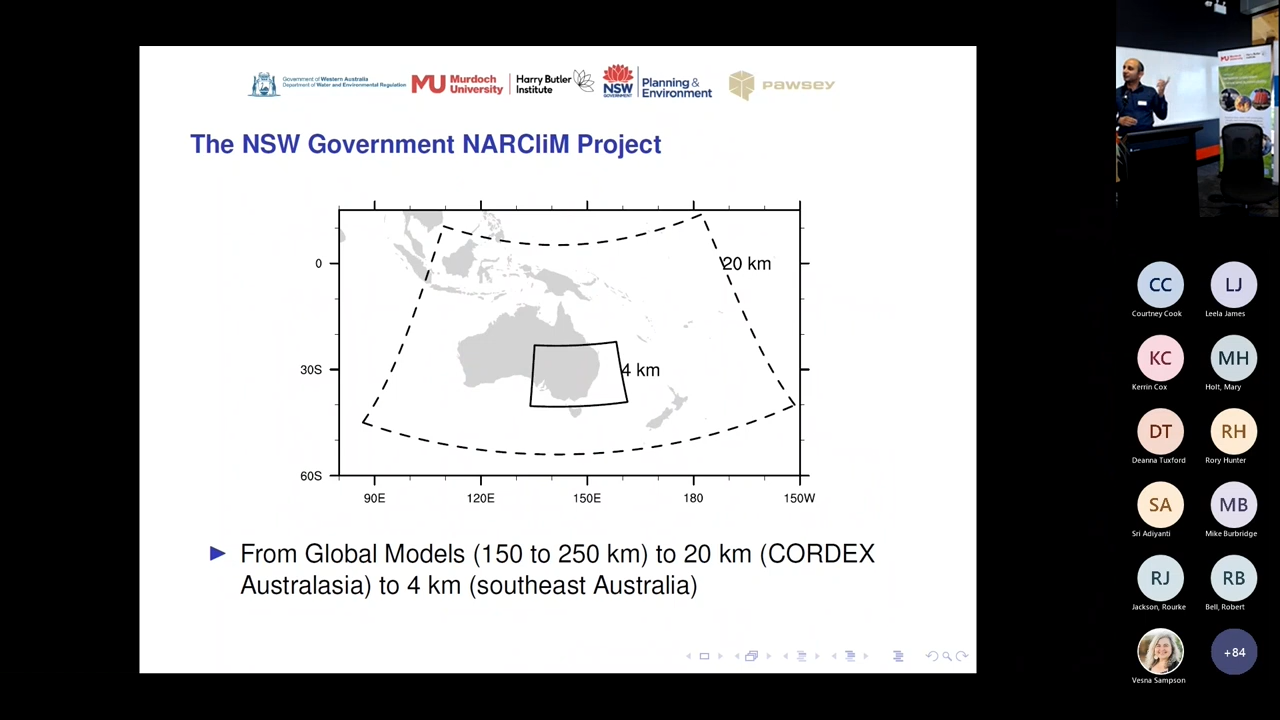 Government of Western Australia
Department of Water and Environmental Regulation
MU Murdoch University
Harry Butler Institute
NSW GOVERNMENT
Planning & Environment
PAWSEY
The NSW Government NARCliM Project
20 km
4 km
0
30S
60S
90E 120E 150E 180 150W
From Global Models (150 to 250 km) to 20 km (CORDEX
Australasia) to 4 km (southeast Australia)
CC LJ
Courtney Cook Leela James
KC MH
Kerrin Cox Holt, Mary
DT RH
Deanna Tuxford Rory Hunter
SA MB
Sri Adiyanti Mike Burbridge
RJ RB
Jackson, Rourke Bell, Robert
+84
Vesna Sampson